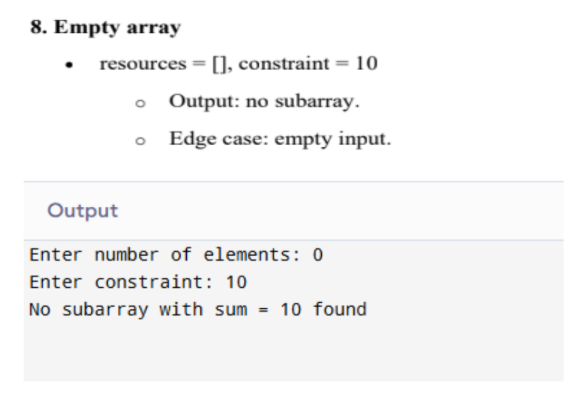 8. Empty array
• resources = [], constraint = 10
o Output: no subarray.
o Edge case: empty input.
Output
Enter number of elements: 0
Enter constraint: 10
No subarray with sum = 10 found